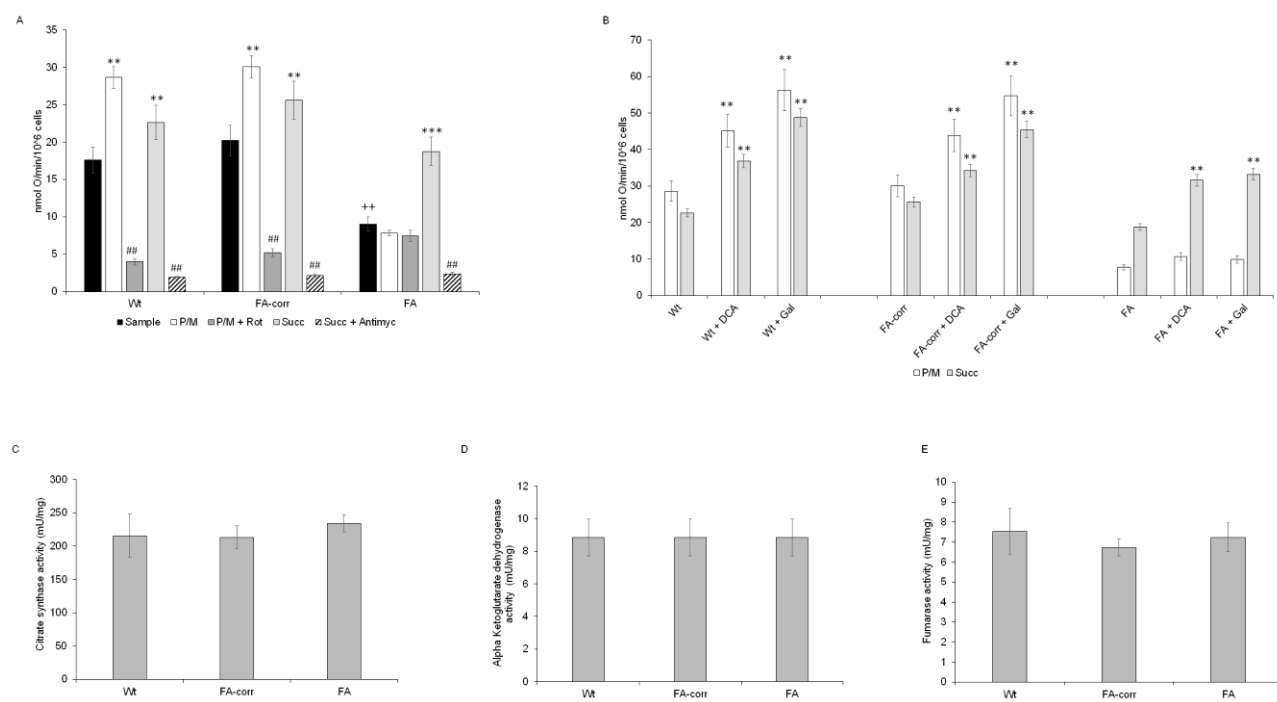 A
nmol O/min/10^6 cells
35
30
25
20
15
10
5
0
**
**
##
##
**
**
##
##
++
***
Wt
FA-corr
FA
Sample
P/M
P/M + Rot
Succ
Succ + Antimyc
B
nmol O/min/10^6 cells
70
60
50
40
30
20
10
0
**
**
**
**
**
**
**
**
**
**
Wt
Wt + DCA
Wt + Gal
FA-corr
FA-corr + DCA
FA-corr + Gal
FA
FA + DCA
FA + Gal
P/M
Succ
C
Citrate synthase activity (mU/mg)
300
250
200
150
100
50
0
Wt
FA-corr
FA
D
Alpha Ketoglutarate dehydrogenase
activity (mU/mg)
12
10
8
6
4
2
0
Wt
FA-corr
FA
E
Fumarase activity (mU/mg)
10
9
8
7
6
5
4
3
2
1
0
Wt
FA-corr
FA